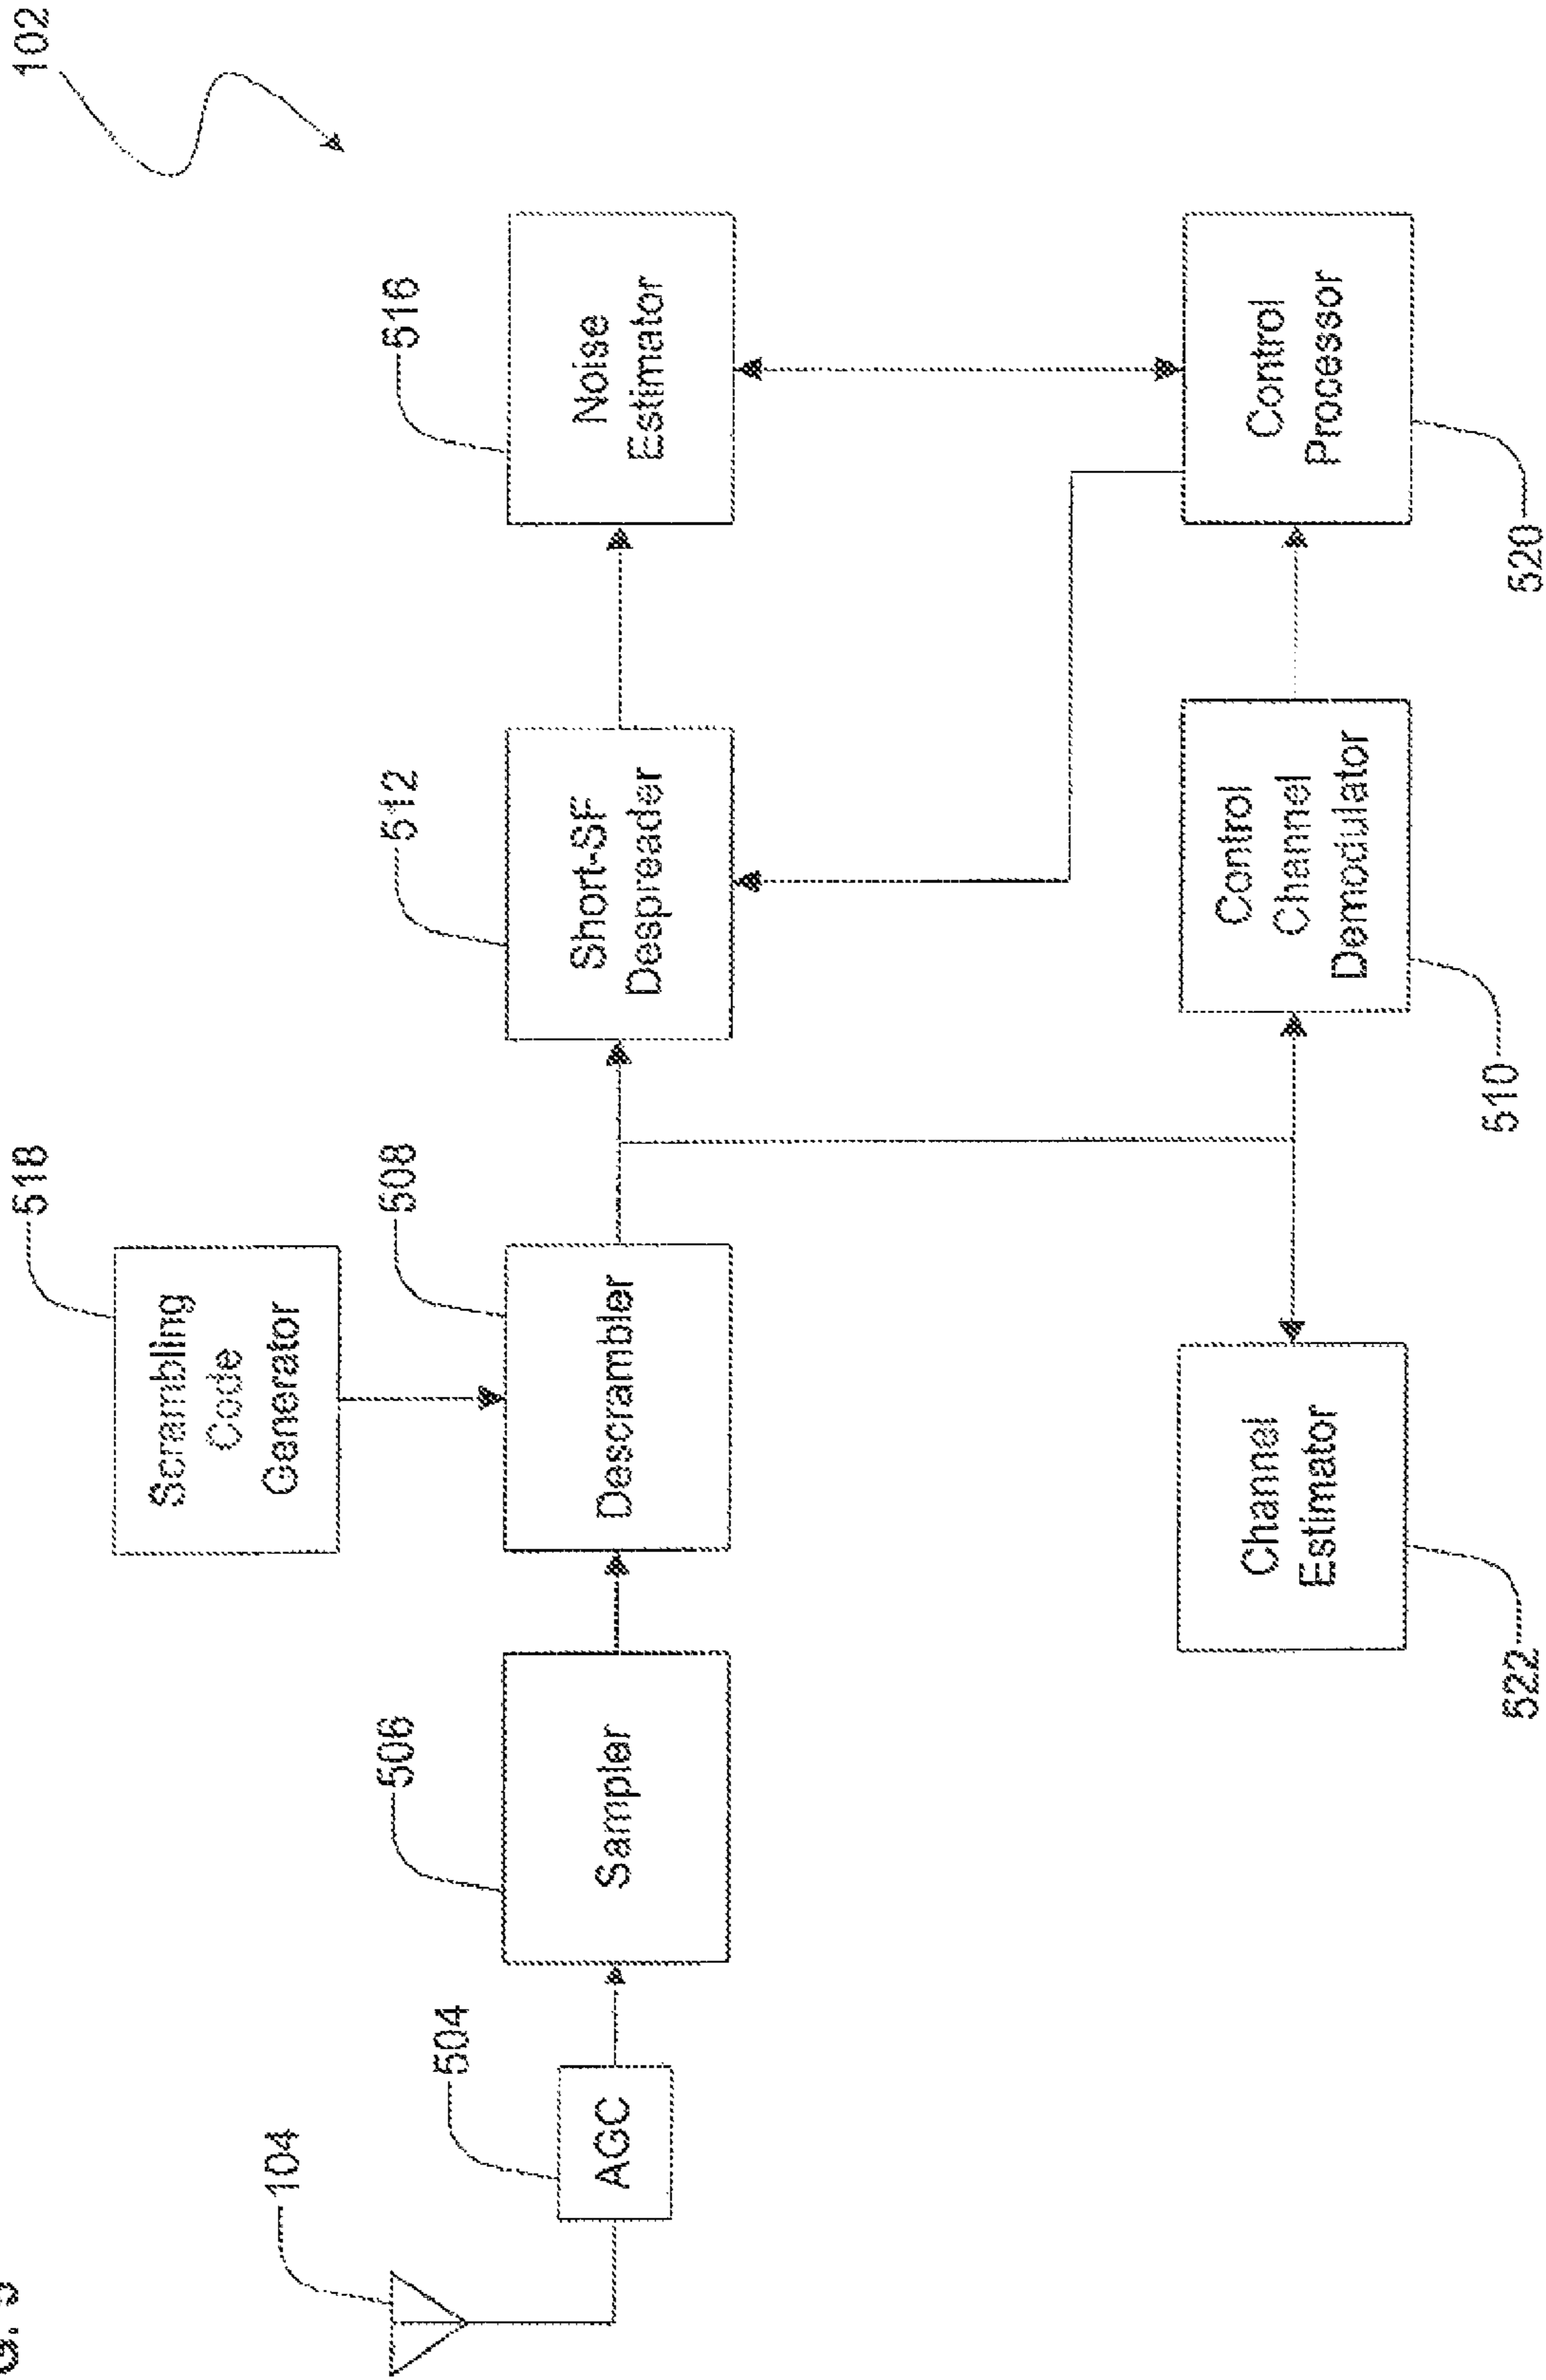 102
518
Scrambling
Code
Generator
104
504
AGC
506
Sampler
508
Descrambler
512
Short-SF
Despreader
516
Noise
Estimator
522
Channel
Estimator
510
Control
Channel
Demodulator
520
Control
Processor